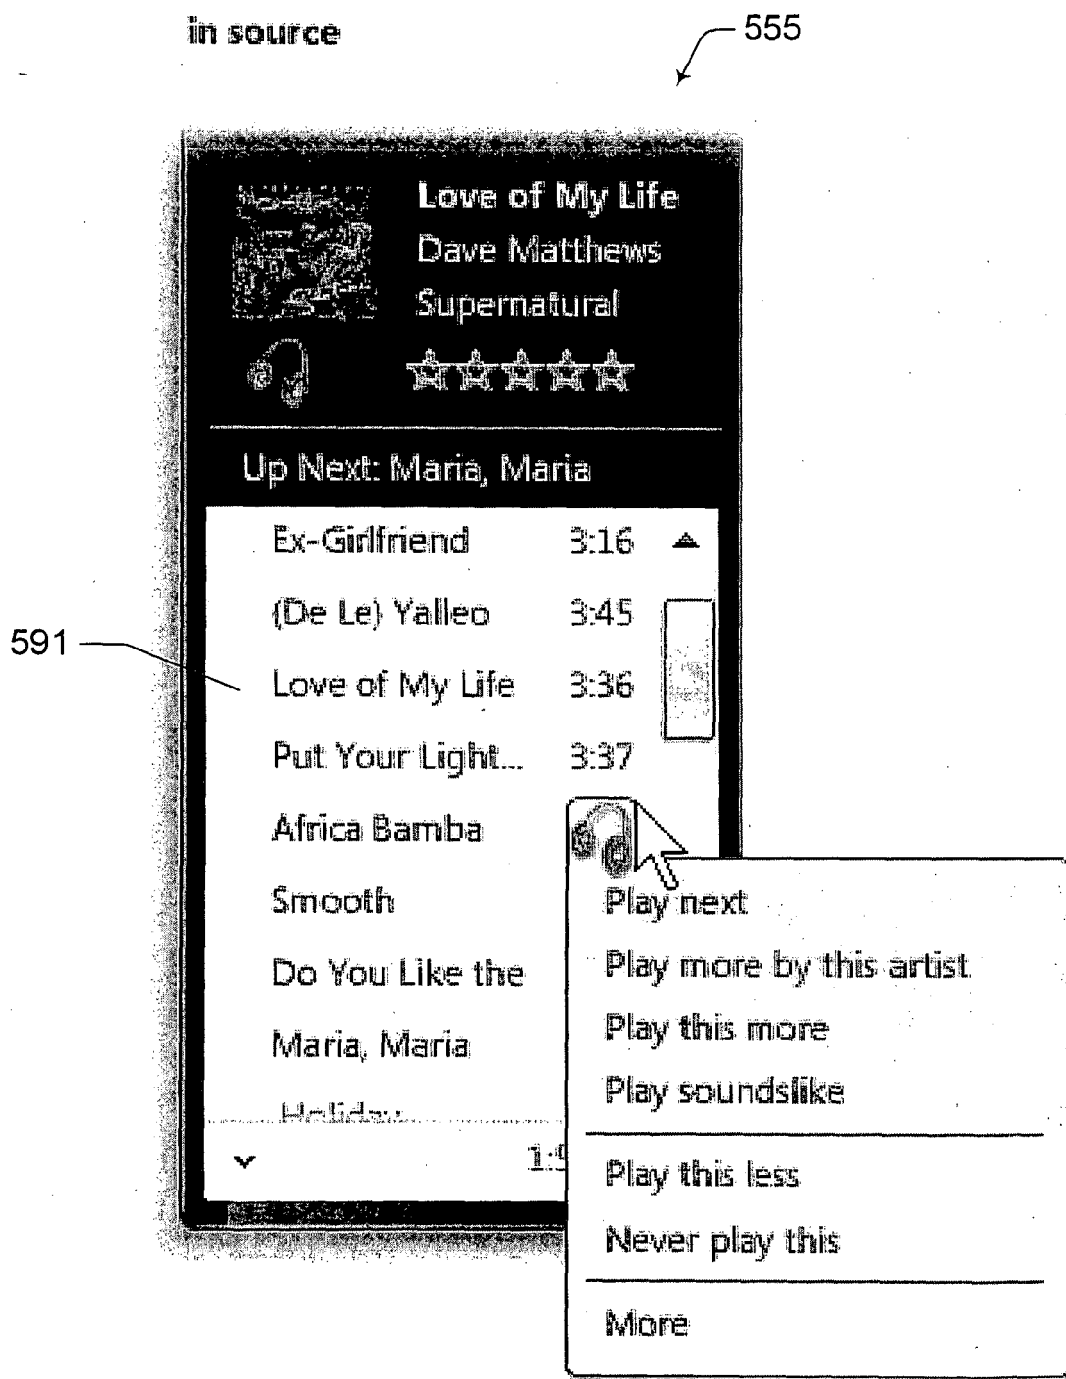 in source
555
Love of My Life
Dave Matthews
Supernatural
Up Next: Maria, Maria
Ex-Girlfriend 3:16
(De Le) Yalleo 3:45
591
Love of My Life 3:36
Put Your Light... 3:37
Africa Bamba
Smooth
Do You Like the
Maria, Maria
Holiday
Play next
Play more by this artist
Play this more
Play soundslike
Play this less
Never play this
More